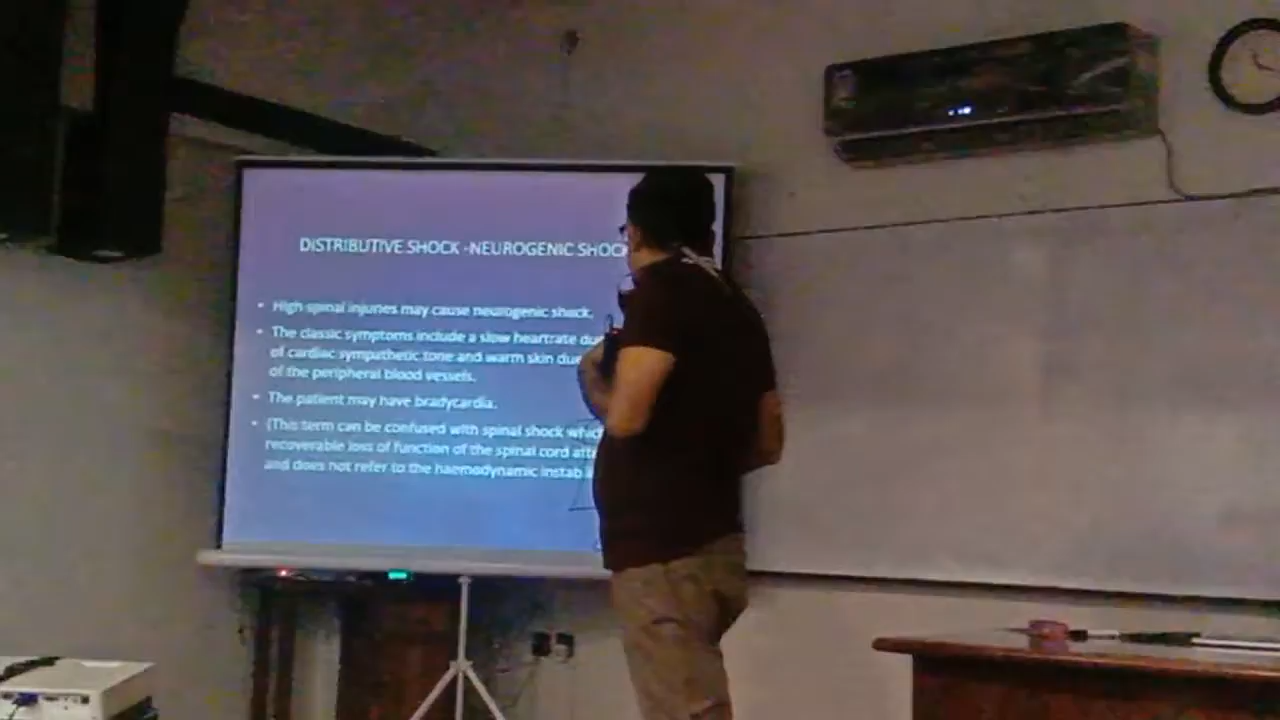 DISTRIBUTIVE SHOCK -NEUROGENIC SHOCK
• High spinal injuries may cause neurogenic shock.
• The classic symptoms include a slow heartrate du
of cardiac sympathetic tone and warm skin due
of the peripheral blood vessels.
• The patient may have bradycardia.
• (This term can be confused with spinal shock whic
recoverable loss of function of the spinal cord
and does not refer to the haemodynamic instab